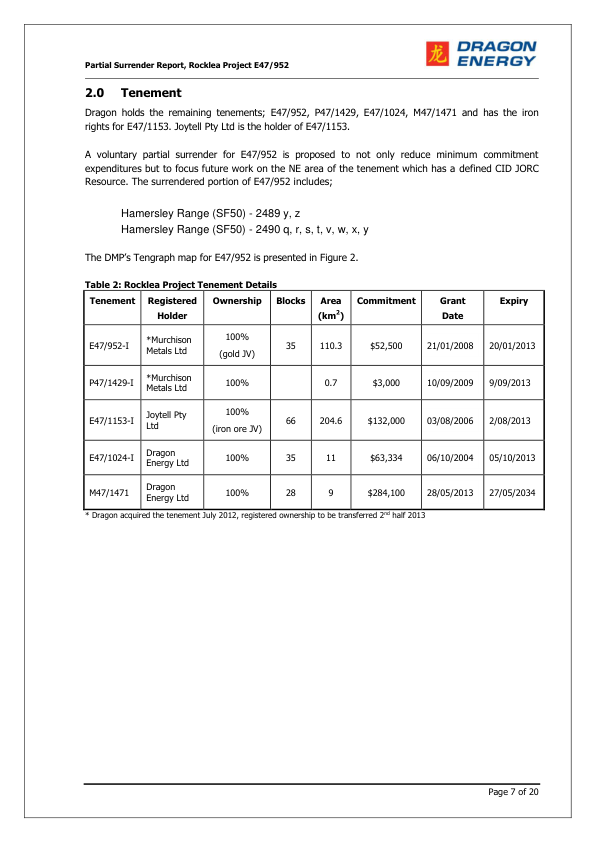 龙 DRAGON
ENERGY
Partial Surrender Report, Rocklea Project E47/952
2.0 Tenement
Dragon holds the remaining tenements; E47/952, P47/1429, E47/1024, M47/1471 and has the iron
rights for E47/1153. Joytell Pty Ltd is the holder of E47/1153.
A voluntary partial surrender for E47/952 is proposed to not only reduce minimum commitment
expenditures but to focus future work on the NE area of the tenement which has a defined CID JORC
Resource. The surrendered portion of E47/952 includes;
Hamersley Range (SF50) - 2489 y, z
Hamersley Range (SF50) - 2490 q, r, s, t, v, w, x, y
The DMP's Tengraph map for E47/952 is presented in Figure 2.
Table 2: Rocklea Project Tenement Details
Tenement Registered Holder Ownership Blocks Area (km²) Commitment Grant Date Expiry
E47/952-I *Murchison Metals Ltd 100% (gold JV) 35 110.3 $52,500 21/01/2008 20/01/2013
P47/1429-I *Murchison Metals Ltd 100% 0.7 $3,000 10/09/2009 9/09/2013
E47/1153-I Joytell Pty Ltd 100% (iron ore JV) 66 204.6 $132,000 03/08/2006 2/08/2013
E47/1024-I Dragon Energy Ltd 100% 35 11 $63,334 06/10/2004 05/10/2013
M47/1471 Dragon Energy Ltd 100% 28 9 $284,100 28/05/2013 27/05/2034
* Dragon acquired the tenement July 2012, registered ownership to be transferred 2nd half 2013
Page 7 of 20